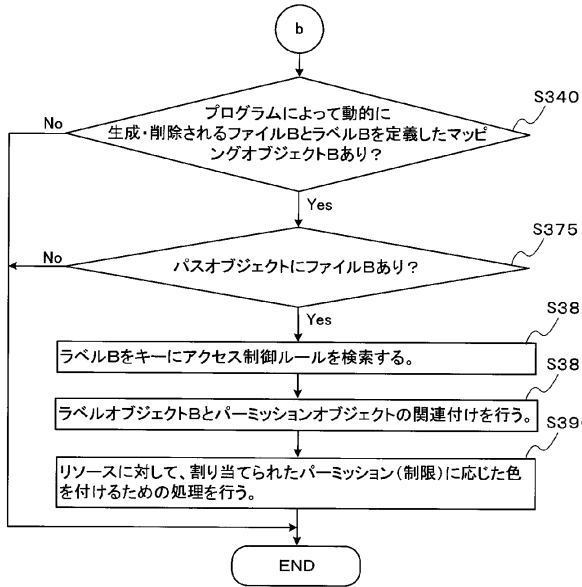 b
プログラムによって動的に
生成・削除されるファイルBとラベルBを定義したマッ
ピングオブジェクトBあり？
S340
No
Yes
パスオブジェクトにファイルBあり？
S375
No
Yes
S38
ラベルBをキーにアクセス制御ルールを検索する。
S38
ラベルオブジェクトBとパーミッションオブジェクトの関連付けを行う。
S39
リソースに対して、割り当てられたパーミッション(制限)に応じた色
を付けるための処理を行う。
END